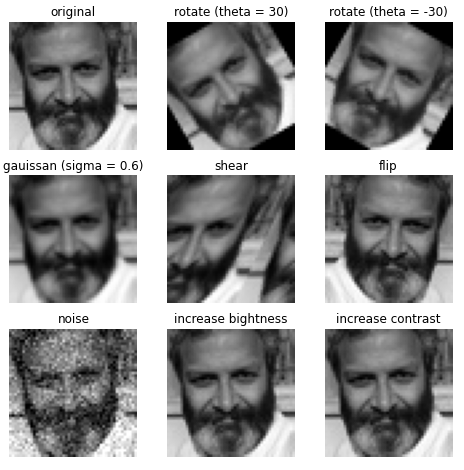 original
rotate (theta = 30)
rotate (theta = -30)
gauissan (sigma = 0.6)
shear
flip
noise
increase bightness
increase contrast